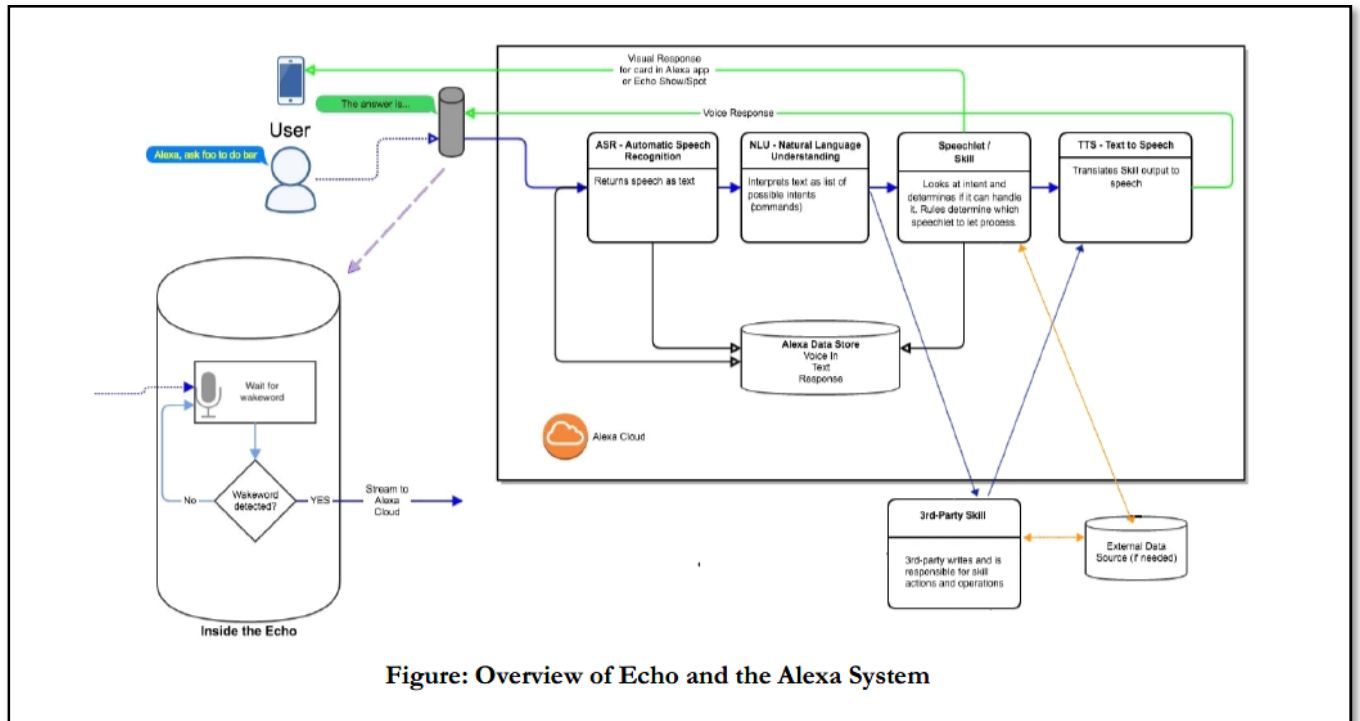 Visual Response
for card in Alexa app
or Echo Show/Spot
The answer is...
Voice Response
User
Alexa, ask foo to do bar
ASR - Automatic Speech
Recognition
Returns speech as text
NLU - Natural Language
Understanding
Interprets text as list of
possible intents
(commands)
Speechlet /
Skill
Looks at intent and
determines if it can handle
it. Rules determine which
speechlet to let process.
TTS - Text to Speech
Translates Skill output to
speech
Alexa Data Store
Voice In
Text
Response
Alexa Cloud
Wait for
wakeword
Wakeword
detected?
No
YES
Stream to
Alexa
Cloud
Inside the Echo
3rd-Party Skill
3rd-party writes and is
responsible for skill
actions and operations
External Data
Source (if needed)
Figure: Overview of Echo and the Alexa System